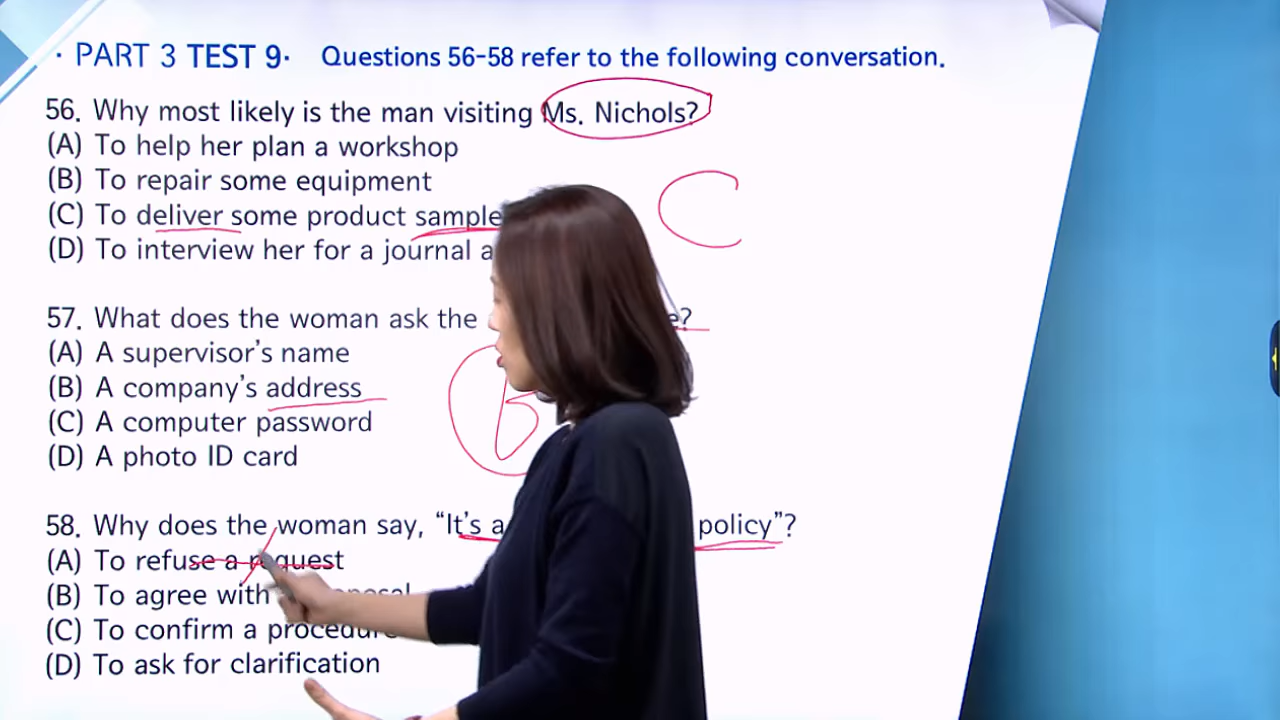 · PART 3 TEST 9· Questions 56-58 refer to the following conversation.
56. Why most likely is the man visiting Ms. Nichols?
(A) To help her plan a workshop
(B) To repair some equipment
(C) To deliver some product sample
C
(D) To interview her for a journal a
57. What does the woman ask the e?
(A) A supervisor's name
(B) A company's address
b
(C) A computer password
(D) A photo ID card
58. Why does the woman say, "It's a policy"?
(A) To refuse a request
(B) To agree with
(C) To confirm a procedure
(D) To ask for clarification